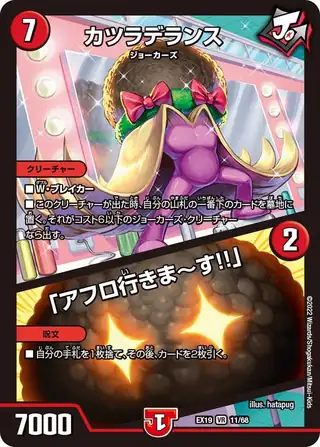 7
カツラデランス
ジョーカーズ
J
クリーチャー
■W・ブレイカー
■このクリーチャーが出た時、自分の山札の一番下のカードを墓地に
置く。それがコスト6以下のジョーカーズ・クリーチャー
なら出す。
2
「アフロ行きま〜す!!」
呪文
■自分の手札を1枚捨て、その後、カードを2枚引く。
illus. hatapug
7000
EX19 VR 11/66
©2022 Wizards/Shogakukan/Mitsui-Kids